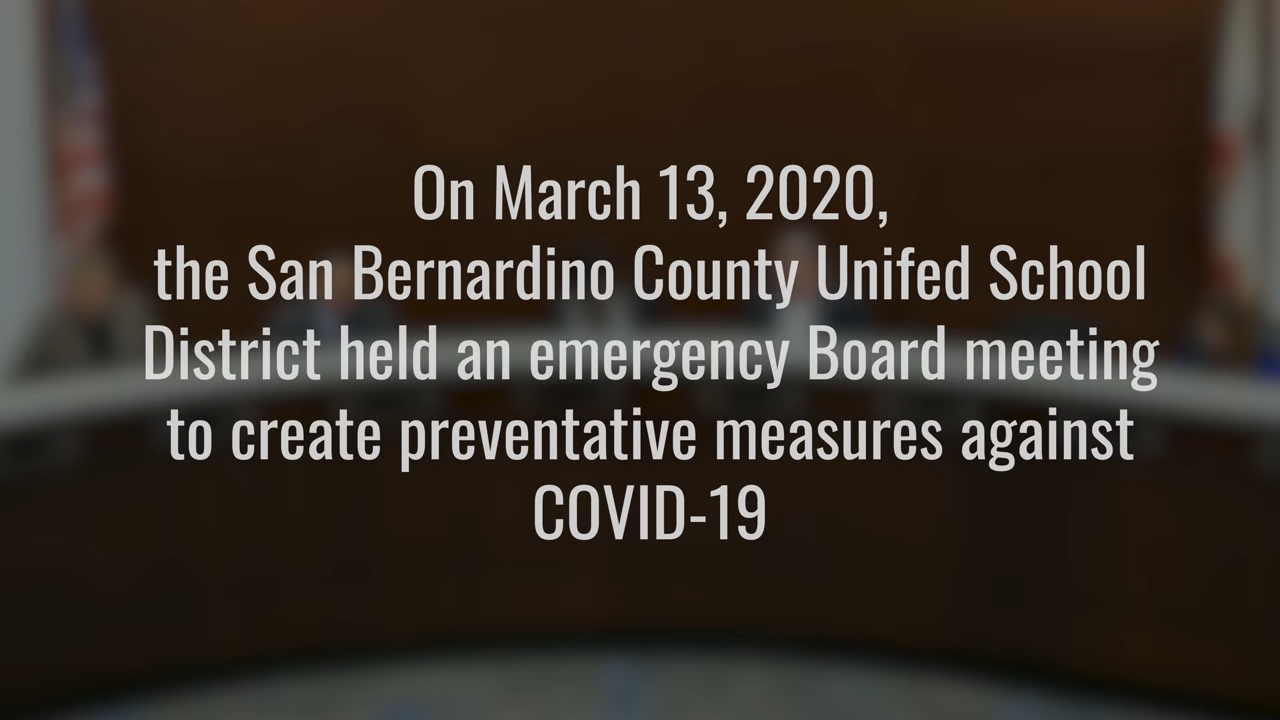 On March 13, 2020,
the San Bernardino County Unifed School
District held an emergency Board meeting
to create preventative measures against
COVID-19